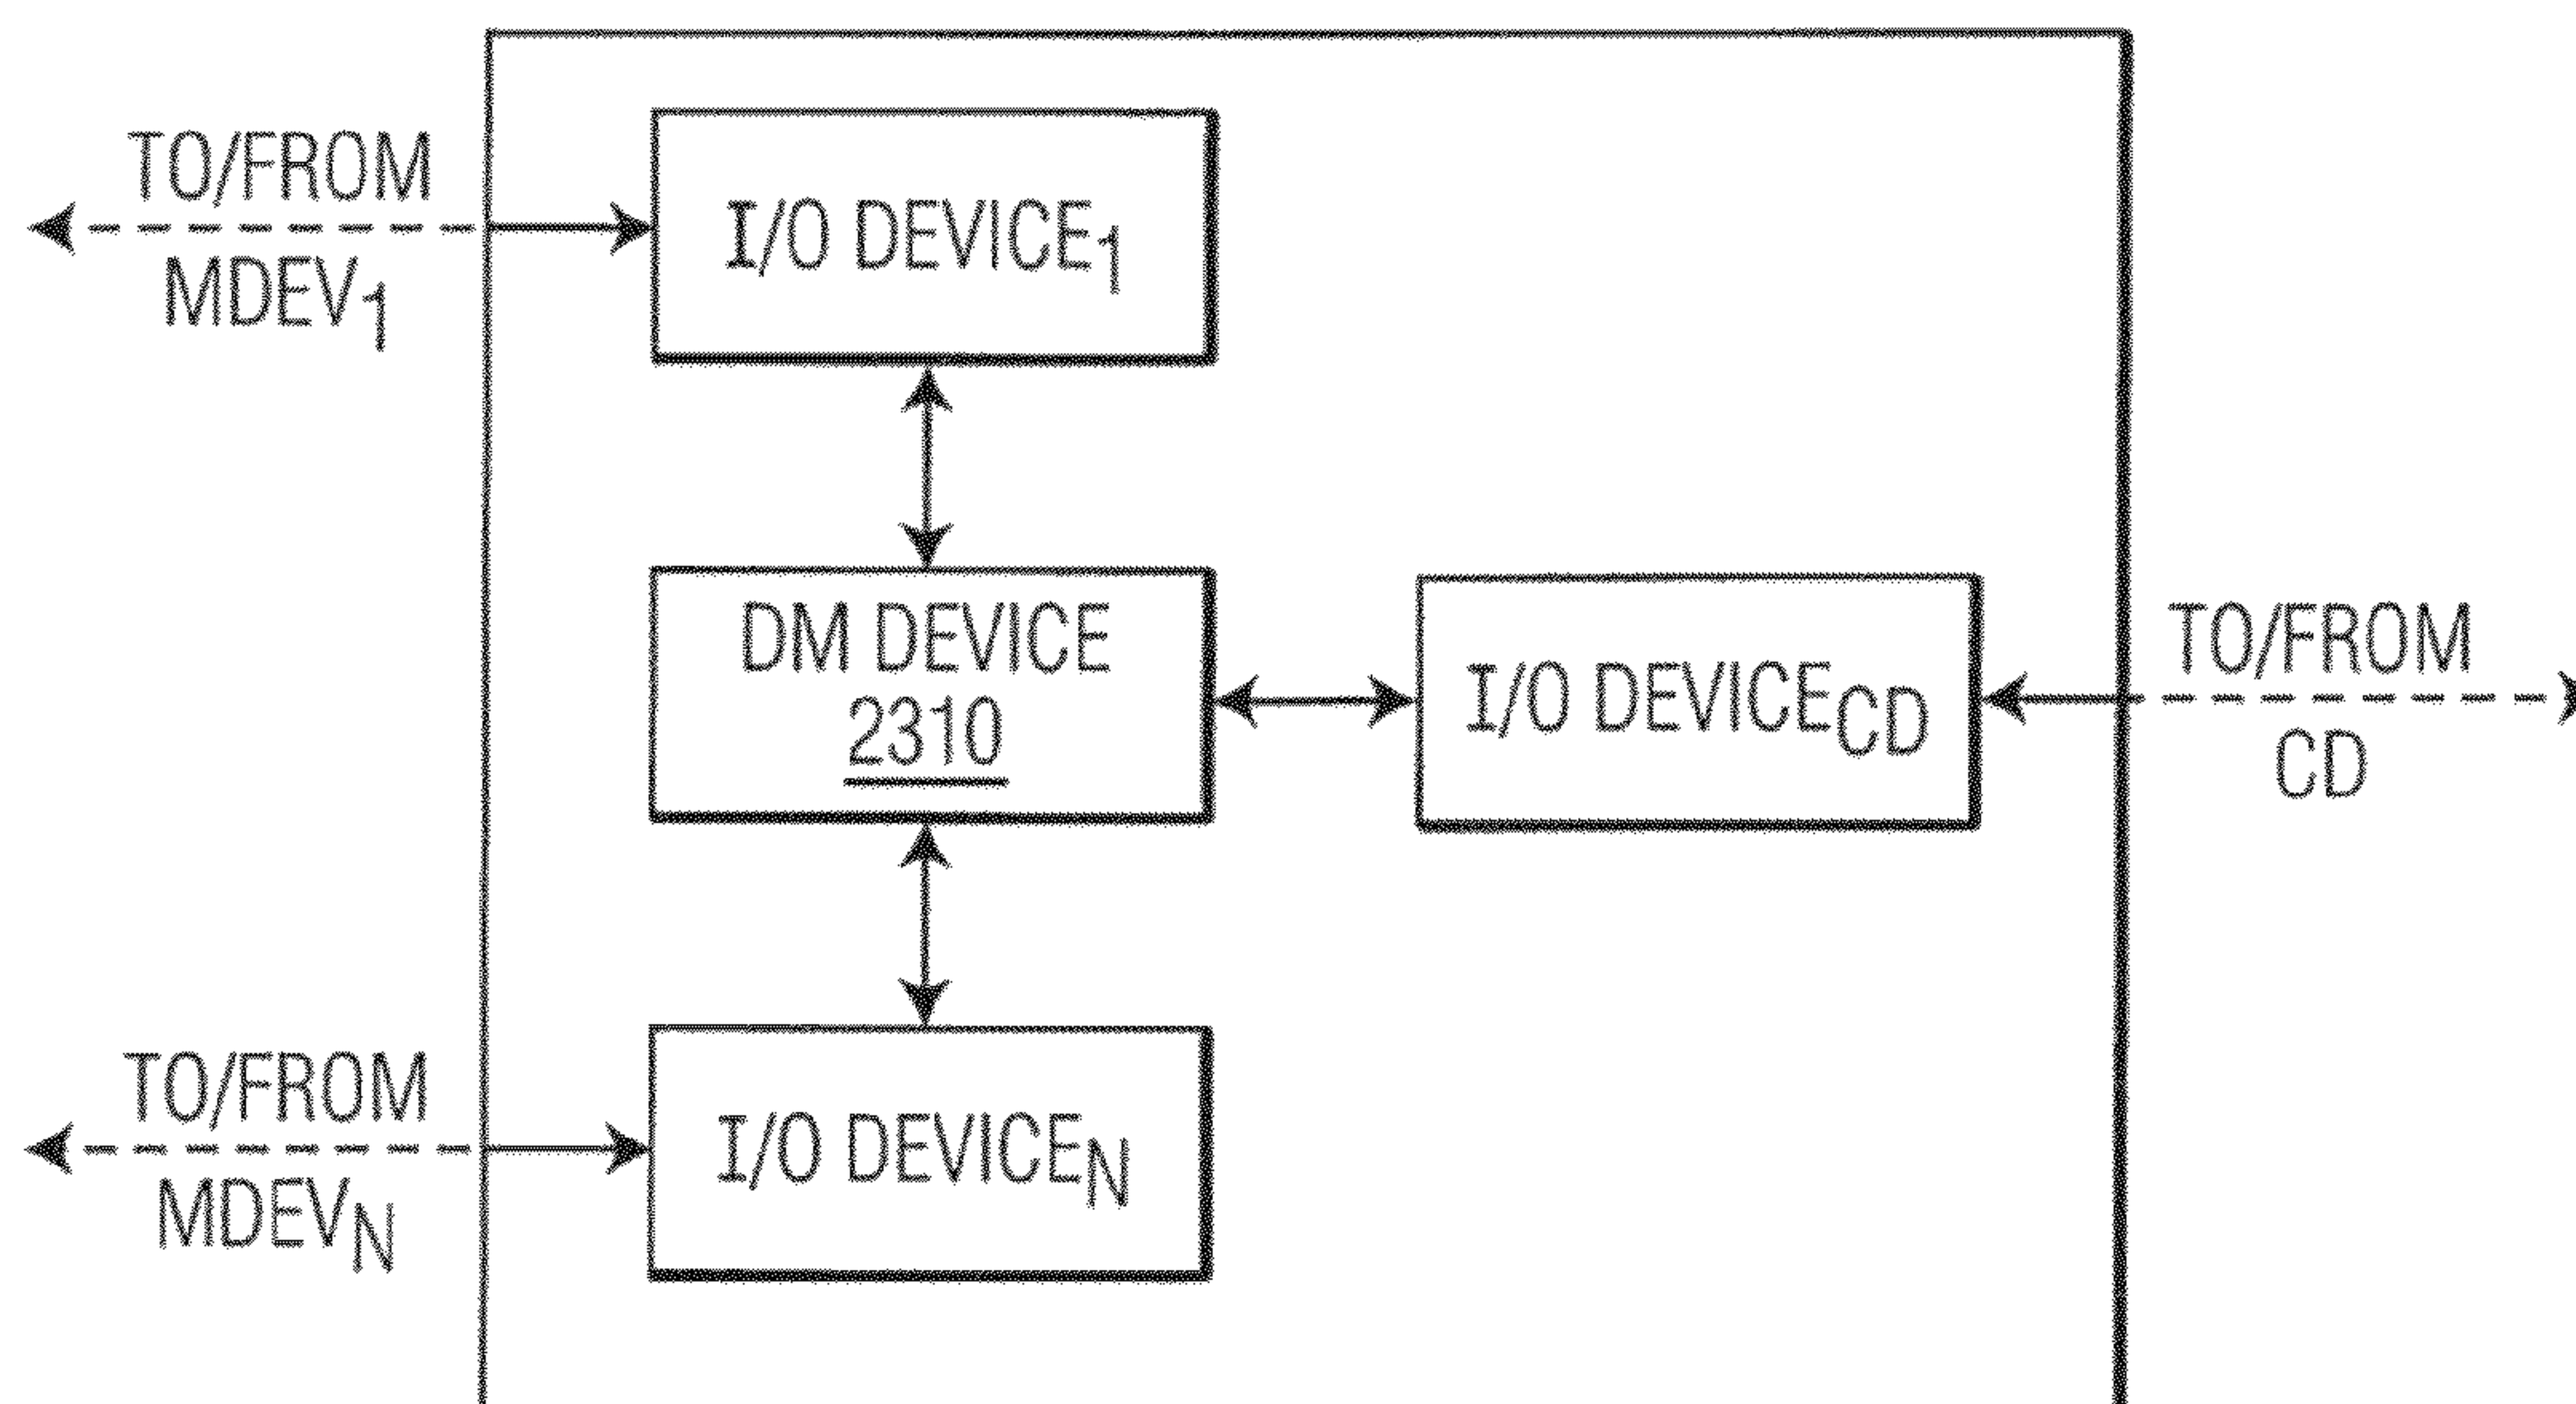 TO/FROM
MDEV1
I/O DEVICE1
DM DEVICE
2310
I/O DEVICECD
TO/FROM
CD
TO/FROM
MDEVN
I/O DEVICEN